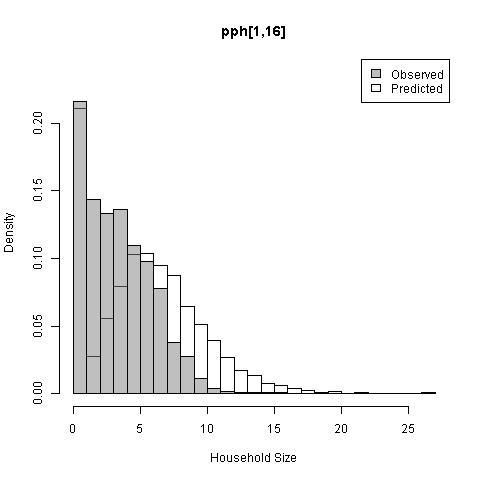 pph[1,16]
Observed
Predicted
Density
0.20
0.15
0.10
0.05
0.00
0 5 10 15 20 25
Household Size